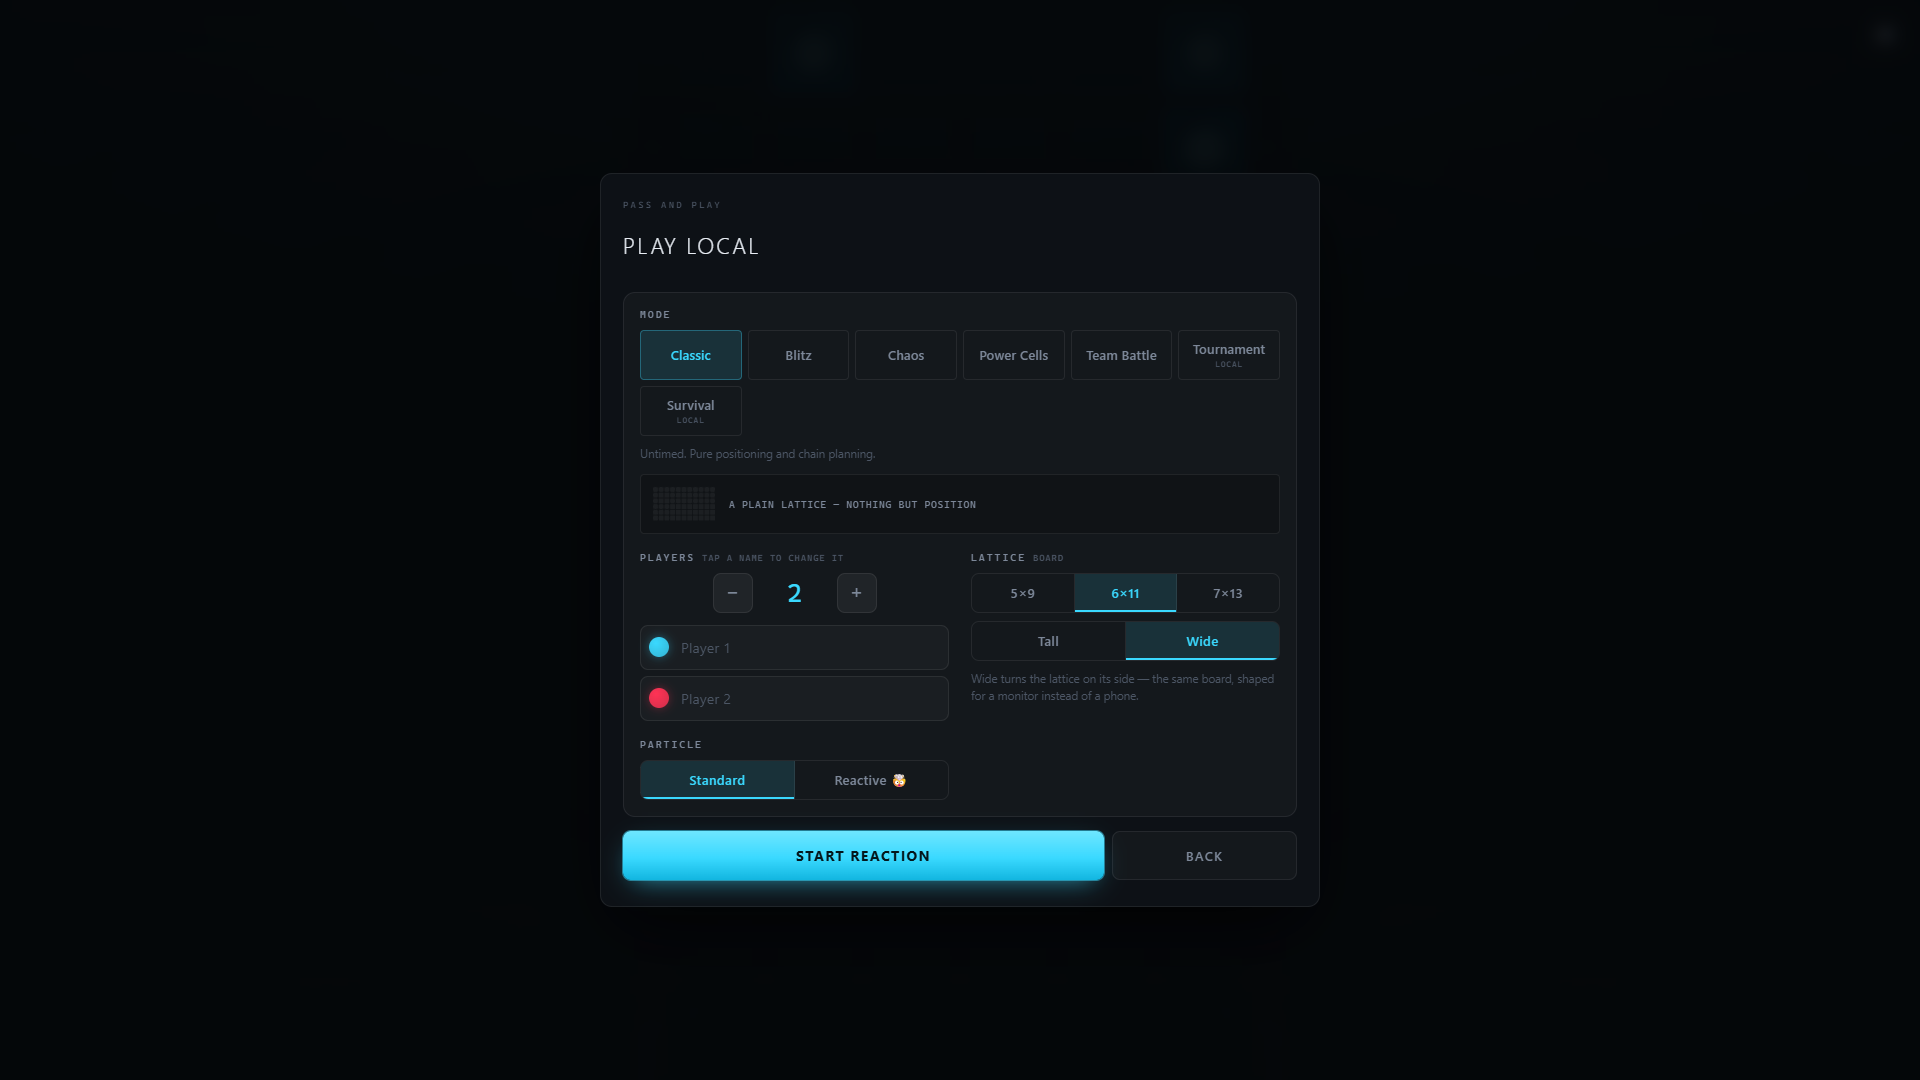 PASS AND PLAY
PLAY LOCAL
MODE
Classic
Blitz
Chaos
Power Cells
Team Battle
Tournament
LOCAL
Survival
LOCAL
Untimed. Pure positioning and chain planning.
A PLAIN LATTICE — NOTHING BUT POSITION
PLAYERS TAP A NAME TO CHANGE IT
− 2 +
Player 1
Player 2
LATTICE BOARD
5×9
6×11
7×13
Tall
Wide
Wide turns the lattice on its side — the same board, shaped
for a monitor instead of a phone.
PARTICLE
Standard
Reactive 🤯
START REACTION
BACK